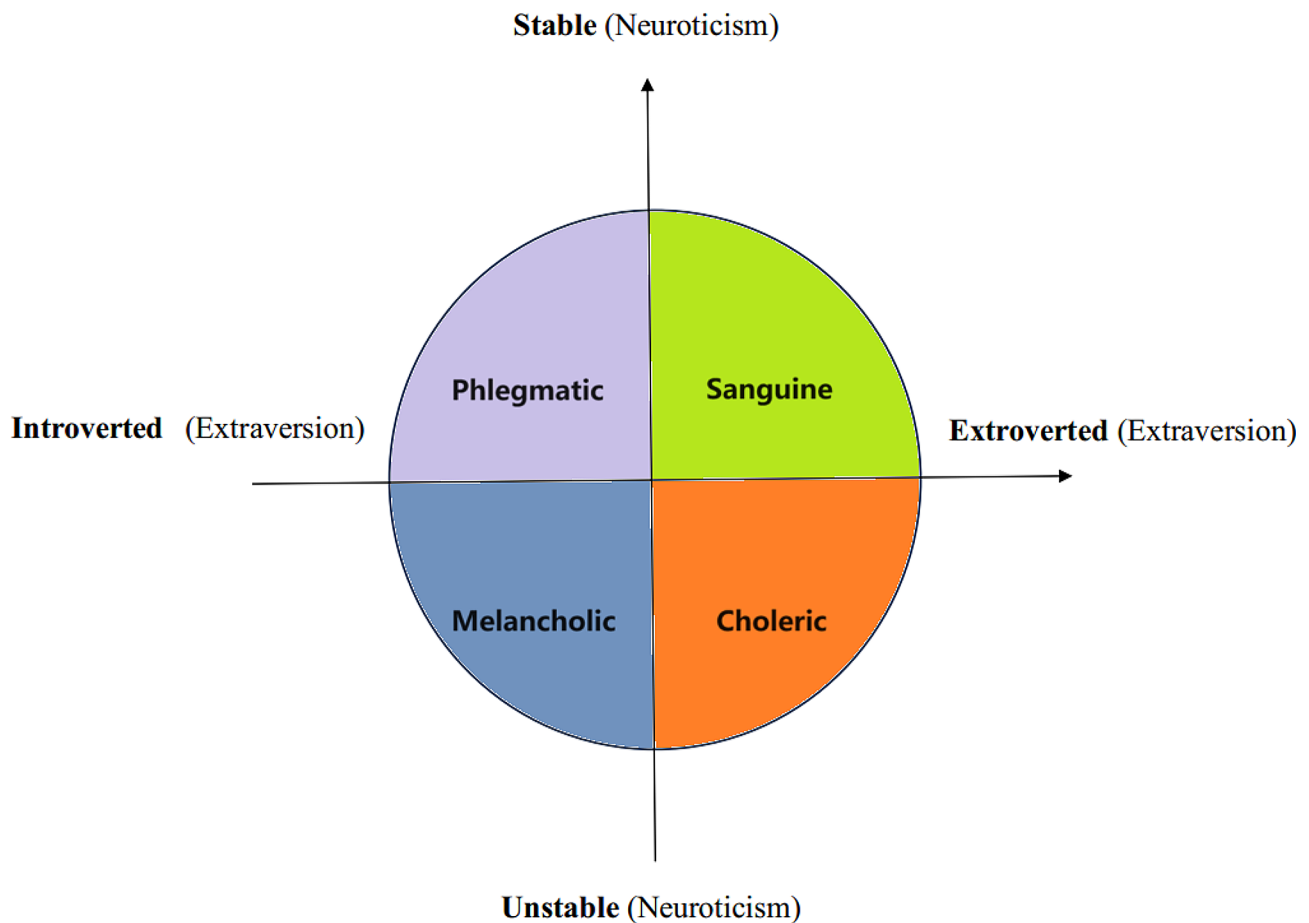 Stable (Neuroticism)
Phlegmatic
Sanguine
Introverted (Extraversion)
Extroverted (Extraversion)
Melancholic
Choleric
Unstable (Neuroticism)